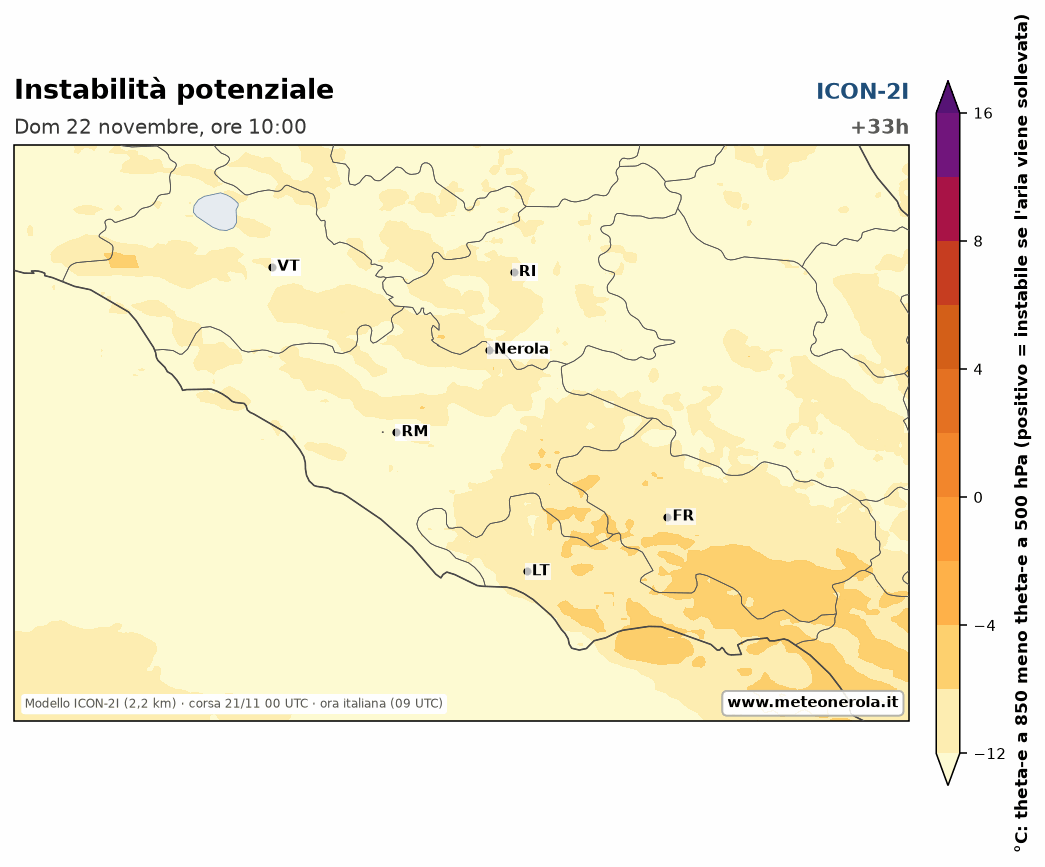 Instabilità potenziale
ICON-2I
Dom 22 novembre, ore 10:00
+33h
VT
RI
Nerola
RM
FR
LT
Modello ICON-2I (2,2 km) · corsa 21/11 00 UTC · ora italiana (09 UTC)
www.meteonerola.it
16
8
4
0
−4
−12
°C: theta-e a 850 meno theta-e a 500 hPa (positivo = instabile se l'aria viene sollevata)